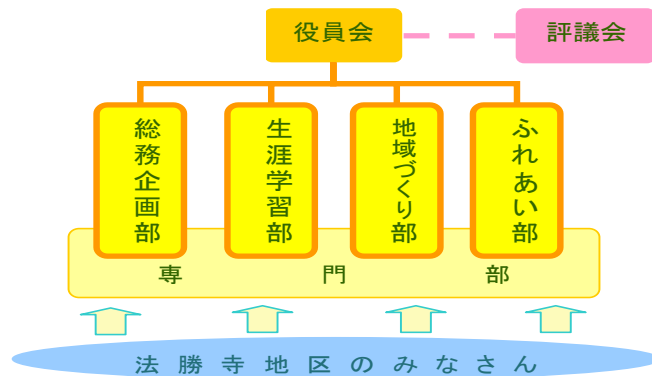 役員会
評議会
総務企画部
生涯学習部
地域づくり部
ふれあい部
専門部
法勝寺地区のみなさん